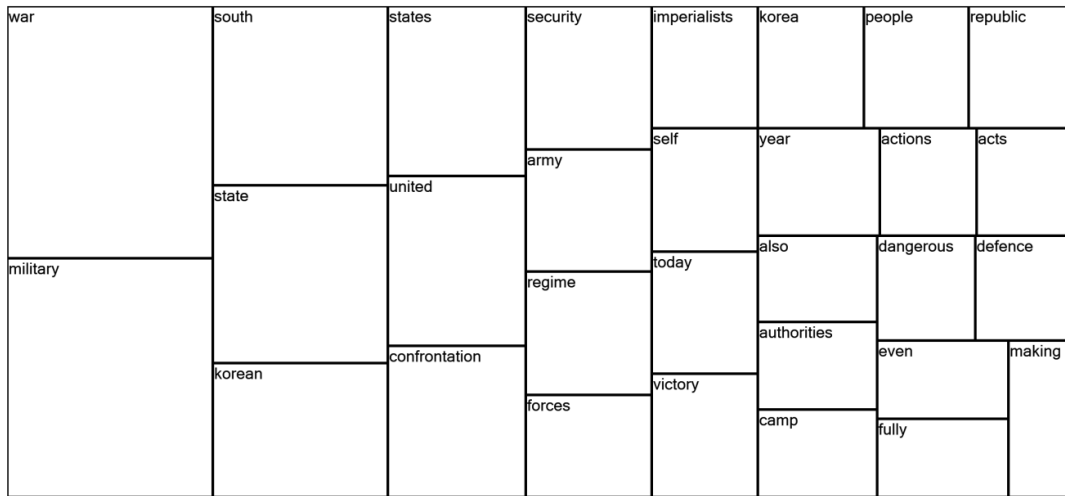 war
military
south
state
korean
states
united
confrontation
security
army
regime
forces
imperialists
self
today
victory
korea
people
republic
year
actions
acts
also
authorities
camp
dangerous
defence
even
fully
making